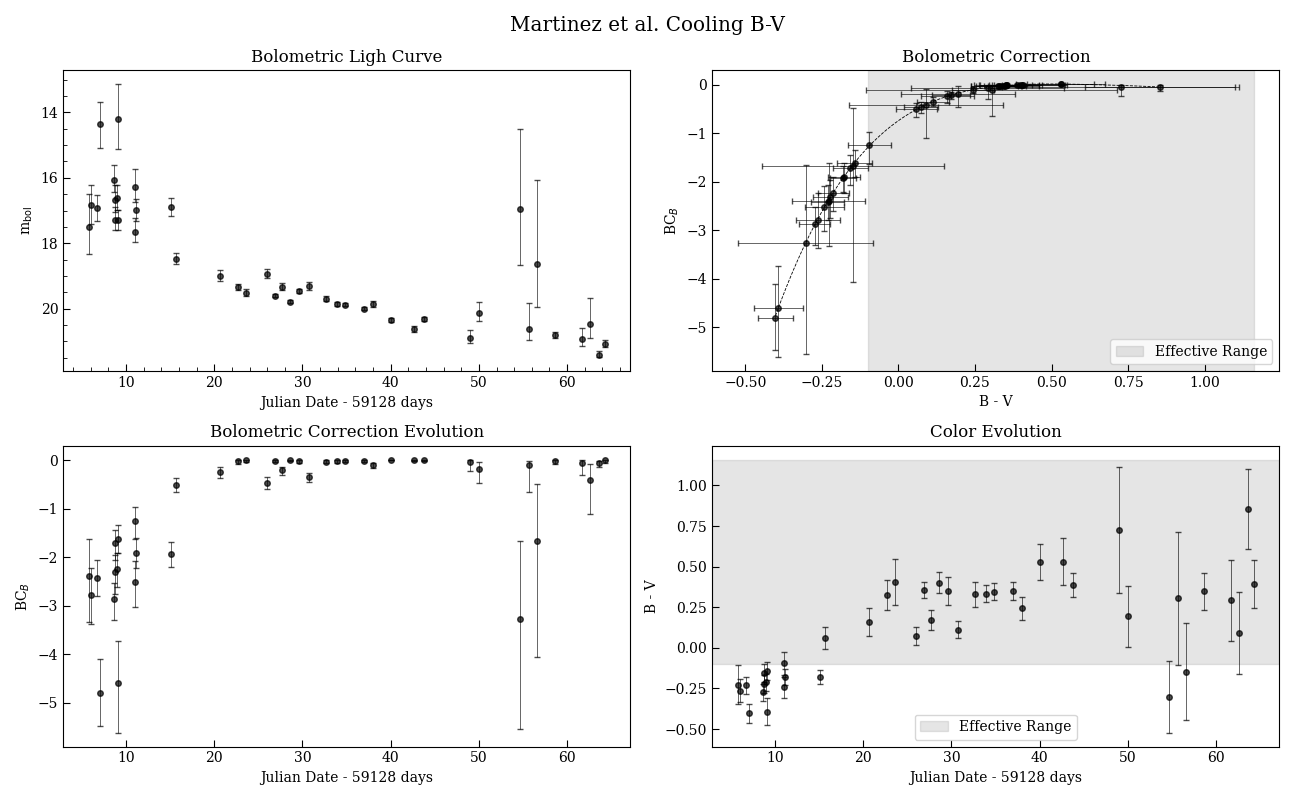 Martinez et al. Cooling B-V
Bolometric Ligh Curve
m_bol
14
16
18
20
10 20 30 40 50 60
Julian Date - 59128 days
Bolometric Correction
BC_B
0
−1
−2
−3
−4
−5
Effective Range
−0.50 −0.25 0.00 0.25 0.50 0.75 1.00
B - V
Bolometric Correction Evolution
BC_B
0
−1
−2
−3
−4
−5
10 20 30 40 50 60
Julian Date - 59128 days
Color Evolution
B - V
1.00
0.75
0.50
0.25
0.00
−0.25
−0.50
Effective Range
10 20 30 40 50 60
Julian Date - 59128 days